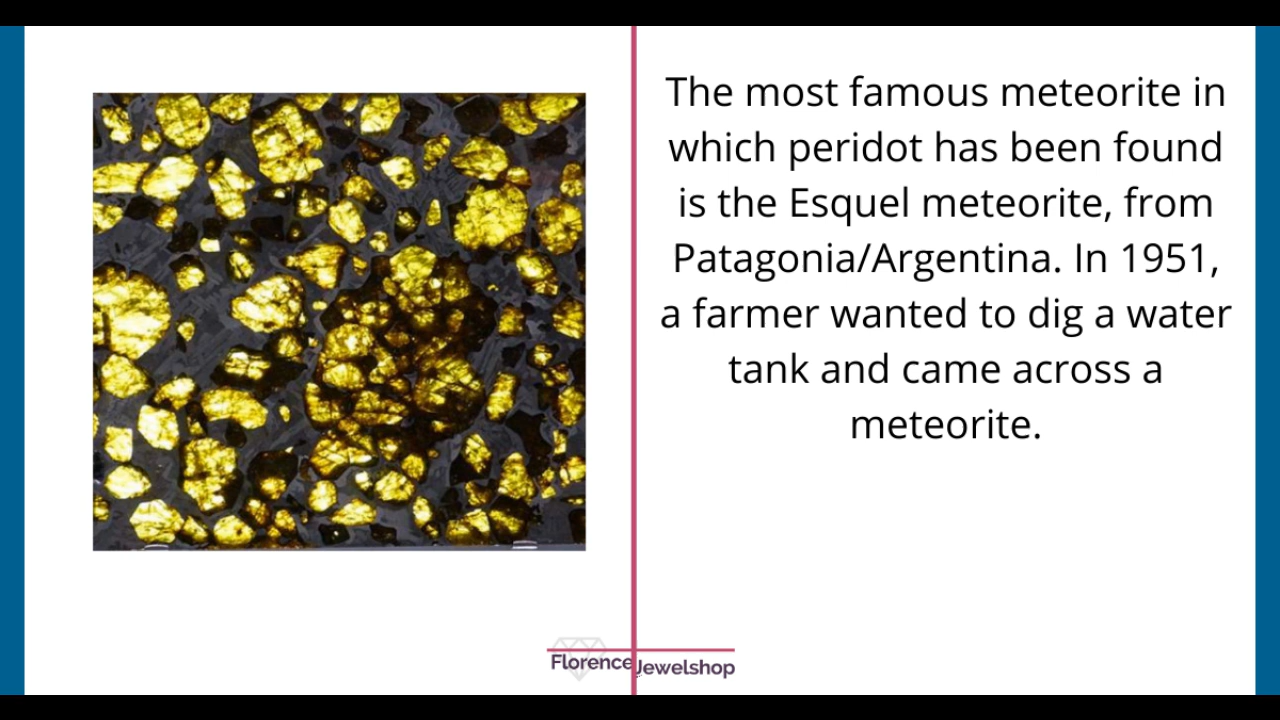 The most famous meteorite in
which peridot has been found
is the Esquel meteorite, from
Patagonia/Argentina. In 1951,
a farmer wanted to dig a water
tank and came across a
meteorite.
Florence Jewelshop